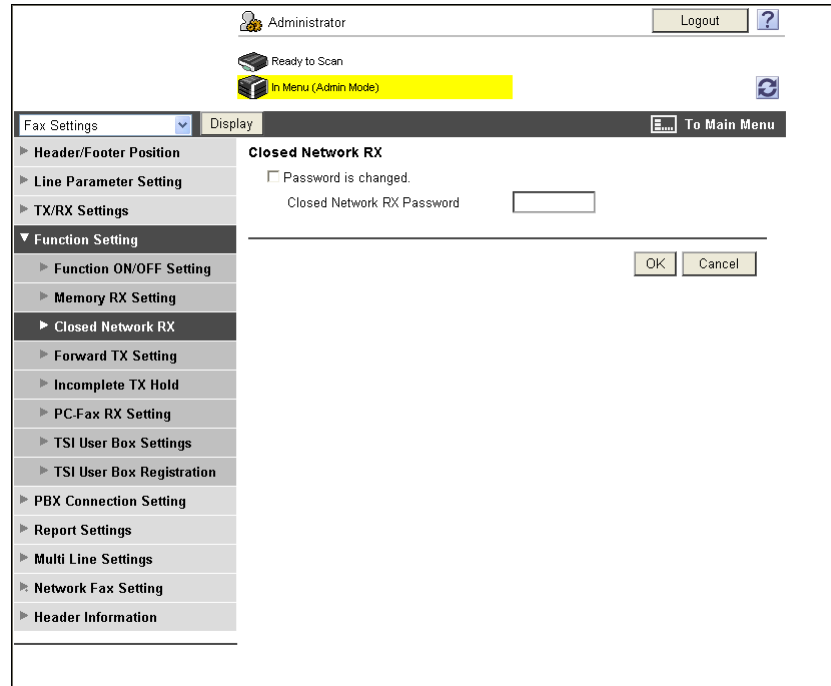 Administrator
Logout
?
Ready to Scan
In Menu (Admin Mode)
Fax Settings
Display
To Main Menu
Header/Footer Position
Line Parameter Setting
TX/RX Settings
Function Setting
Function ON/OFF Setting
Memory RX Setting
Closed Network RX
Forward TX Setting
Incomplete TX Hold
PC-Fax RX Setting
TSI User Box Settings
TSI User Box Registration
PBX Connection Setting
Report Settings
Multi Line Settings
Network Fax Setting
Header Information
Closed Network RX
Password is changed.
Closed Network RX Password
OK
Cancel